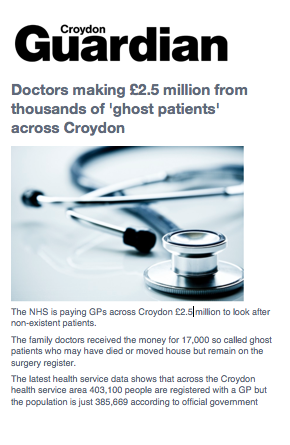 Croydon
Guardian
Doctors making £2.5 million from
thousands of 'ghost patients'
across Croydon
The NHS is paying GPs across Croydon £2.5 million to look after
non-existent patients.
The family doctors received the money for 17,000 so called ghost
patients who may have died or moved house but remain on the
surgery register.
The latest health service data shows that across the Croydon
health service area 403,100 people are registered with a GP but
the population is just 385,669 according to official government